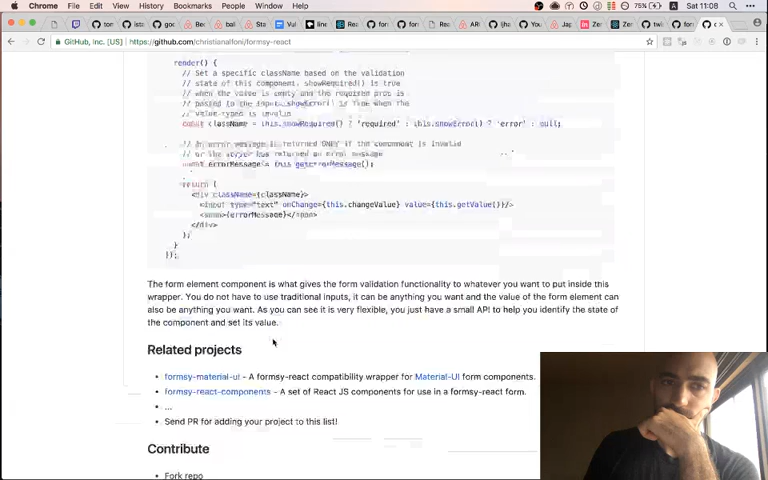 Chrome File Edit View History Bookmarks People Window Help 75% Sat 11:08
GitHub, Inc. [US] https://github.com/christianalfoni/formsy-react
render() {
// Set a specific className based on the validation
// state of this component. showRequired() is true
// when the value is empty and the required prop is
// passed to the input. showError() is true when the
// value typed is invalid
const className = this.showRequired() ? 'required' : this.showError() ? 'error' : null;
// An error message is returned ONLY if the component is invalid
// or the server has returned an error message
const errorMessage = this.getErrorMessage();
return (
<div className={className}>
<input type="text" onChange={this.changeValue} value={this.getValue()}/>
<span>{errorMessage}</span>
</div>
);
}
});
The form element component is what gives the form validation functionality to whatever you want to put inside this
wrapper. You do not have to use traditional inputs, it can be anything you want and the value of the form element can
also be anything you want. As you can see it is very flexible, you just have a small API to help you identify the state of
the component and set its value.
Related projects
• formsy-material-ui - A formsy-react compatibility wrapper for Material-UI form components.
• formsy-react-components - A set of React JS components for use in a formsy-react form.
• ...
• Send PR for adding your project to this list!
Contribute
• Fork repo